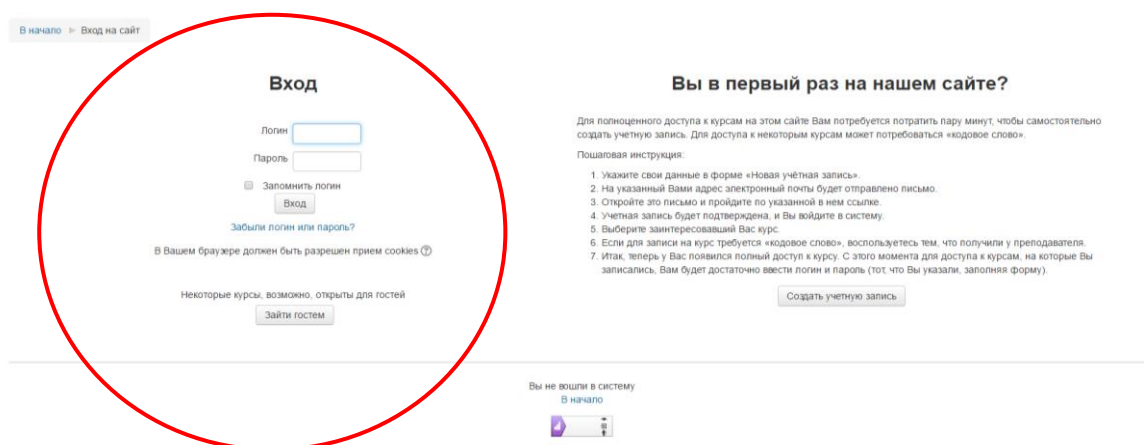 В начало ► Вход на сайт
Вход
Логин
Пароль
Запомнить логин
Вход
Забыли логин или пароль?
В Вашем браузере должен быть разрешен прием cookies
Некоторые курсы, возможно, открыты для гостей
Зайти гостем
Вы в первый раз на нашем сайте?
Для полноценного доступа к курсам на этом сайте Вам потребуется потратить пару минут, чтобы самостоятельно
создать учетную запись. Для доступа к некоторым курсам может потребоваться «кодовое слово».
Пошаговая инструкция:
1. Укажите свои данные в форме «Новая учётная запись».
2. На указанный Вами адрес электронный почты будет отправлено письмо.
3. Откройте это письмо и пройдите по указанной в нем ссылке.
4. Учетная запись будет подтверждена, и Вы войдите в систему.
5. Выберите заинтересовавший Вас курс.
6. Если для записи на курс требуется «кодовое слово», воспользуетесь тем, что получили у преподавателя.
7. Итак, теперь у Вас появился полный доступ к курсу. С этого момента для доступа к курсам, на которые Вы
записались, Вам будет достаточно ввести логин и пароль (тот, что Вы указали, заполняя форму).
Создать учетную запись
Вы не вошли в систему
В начало